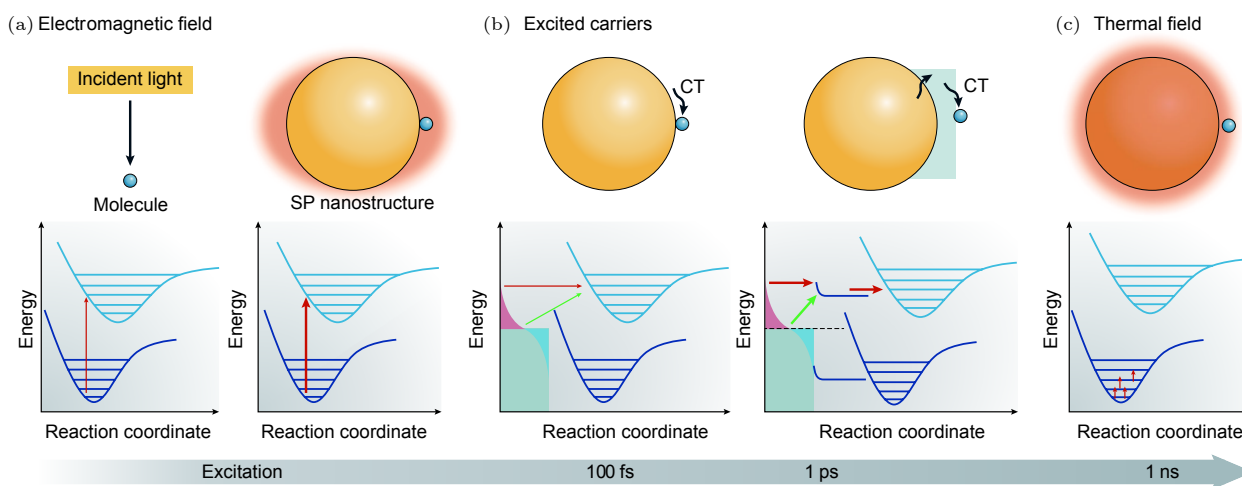 (a) Electromagnetic field
(b) Excited carriers
(c) Thermal field
Incident light
Molecule
SP nanostructure
CT
CT
Energy
Reaction coordinate
Energy
Reaction coordinate
Energy
Reaction coordinate
Energy
Reaction coordinate
Energy
Reaction coordinate
Excitation
100 fs
1 ps
1 ns